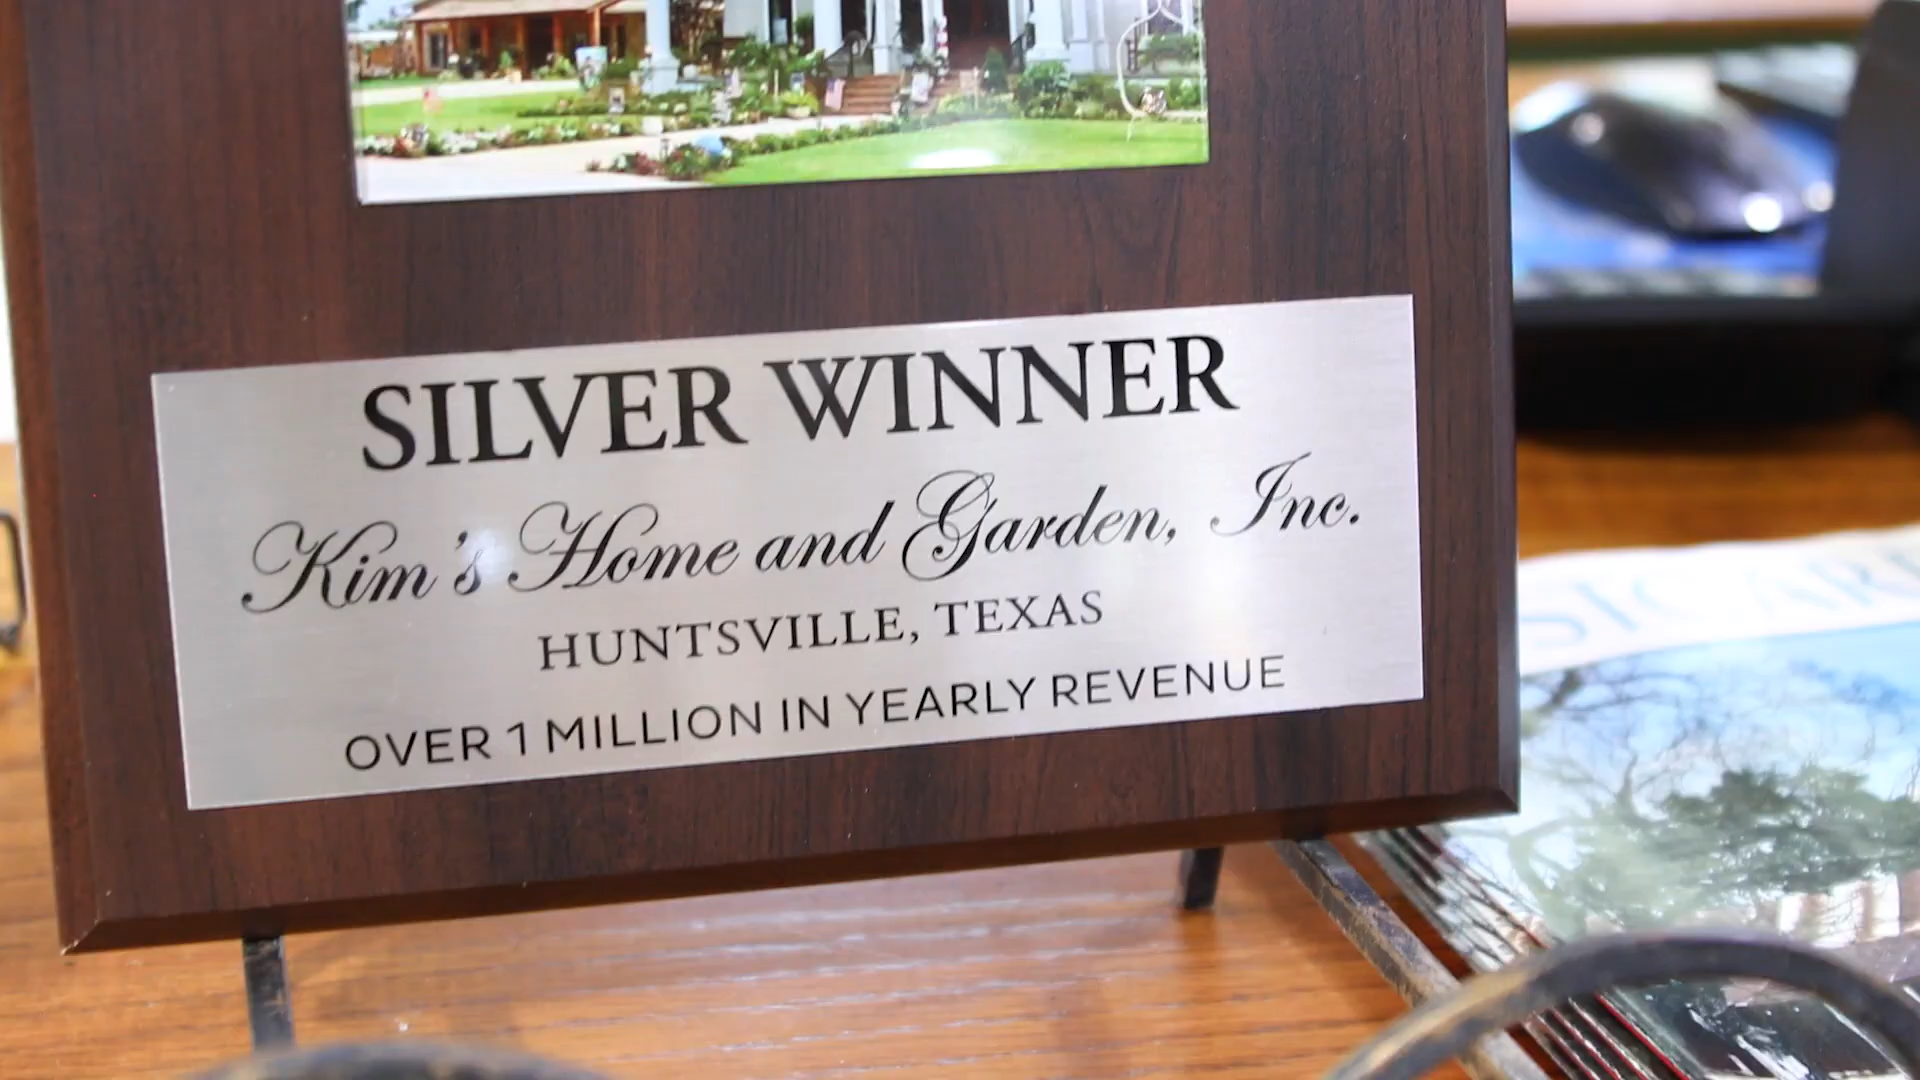 SILVER WINNER
Kim's Home and Garden, Inc.
HUNTSVILLE, TEXAS
OVER 1 MILLION IN YEARLY REVENUE